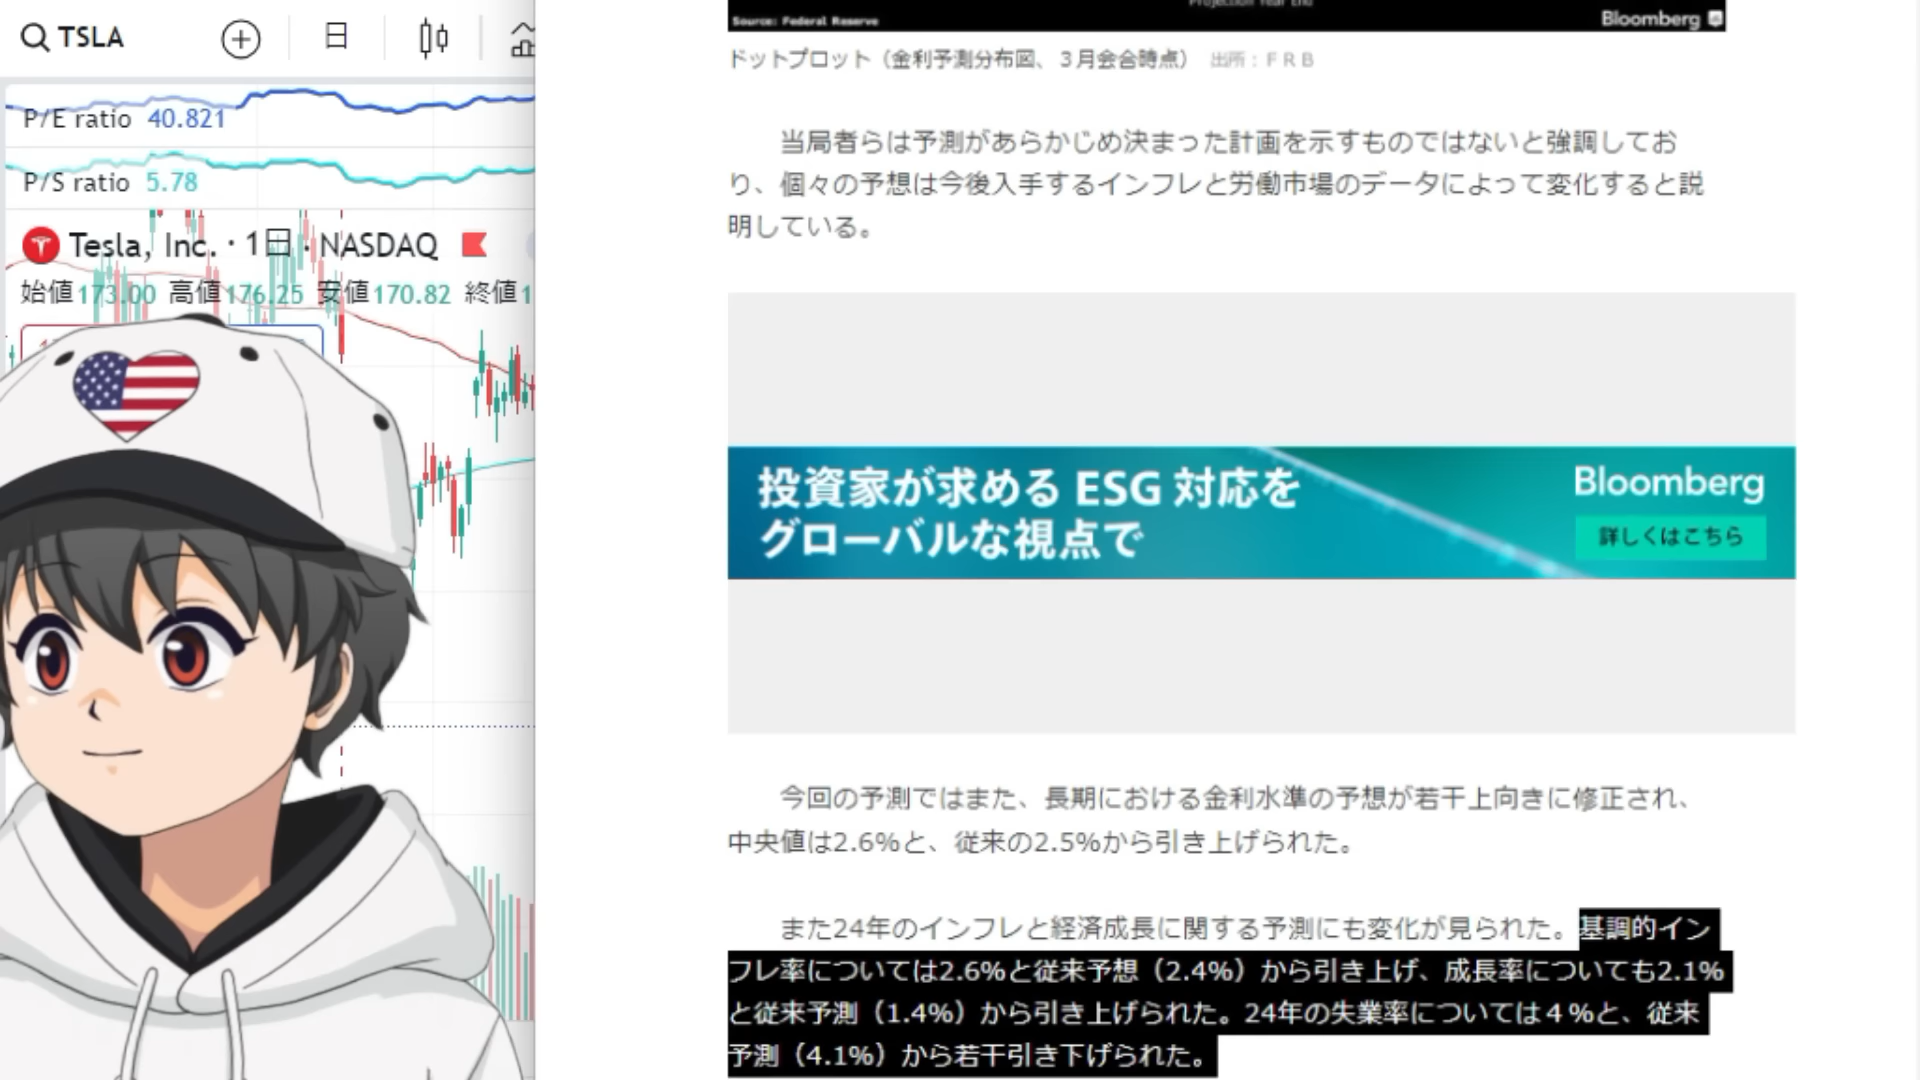 TSLA
日
P/E ratio 40.821
P/S ratio 5.78
Tesla, Inc. · 1日 · NASDAQ
始値173.00 高値176.25 安値170.82 終値1
Projection Year End
Source: Federal Reserve
Bloomberg
ドットプロット（金利予測分布図、３月会合時点） 出所：ＦＲＢ
当局者らは予測があらかじめ決まった計画を示すものではないと強調してお
り、個々の予想は今後入手するインフレと労働市場のデータによって変化すると説
明している。
投資家が求める ESG 対応を
グローバルな視点で
Bloomberg
詳しくはこちら
今回の予測ではまた、長期における金利水準の予想が若干上向きに修正され、
中央値は2.6%と、従来の2.5%から引き上げられた。
また24年のインフレと経済成長に関する予測にも変化が見られた。基調的イン
フレ率については2.6%と従来予想（2.4%）から引き上げ、成長率についても2.1%
と従来予測（1.4%）から引き上げられた。24年の失業率については４%と、従来
予測（4.1%）から若干引き下げられた。